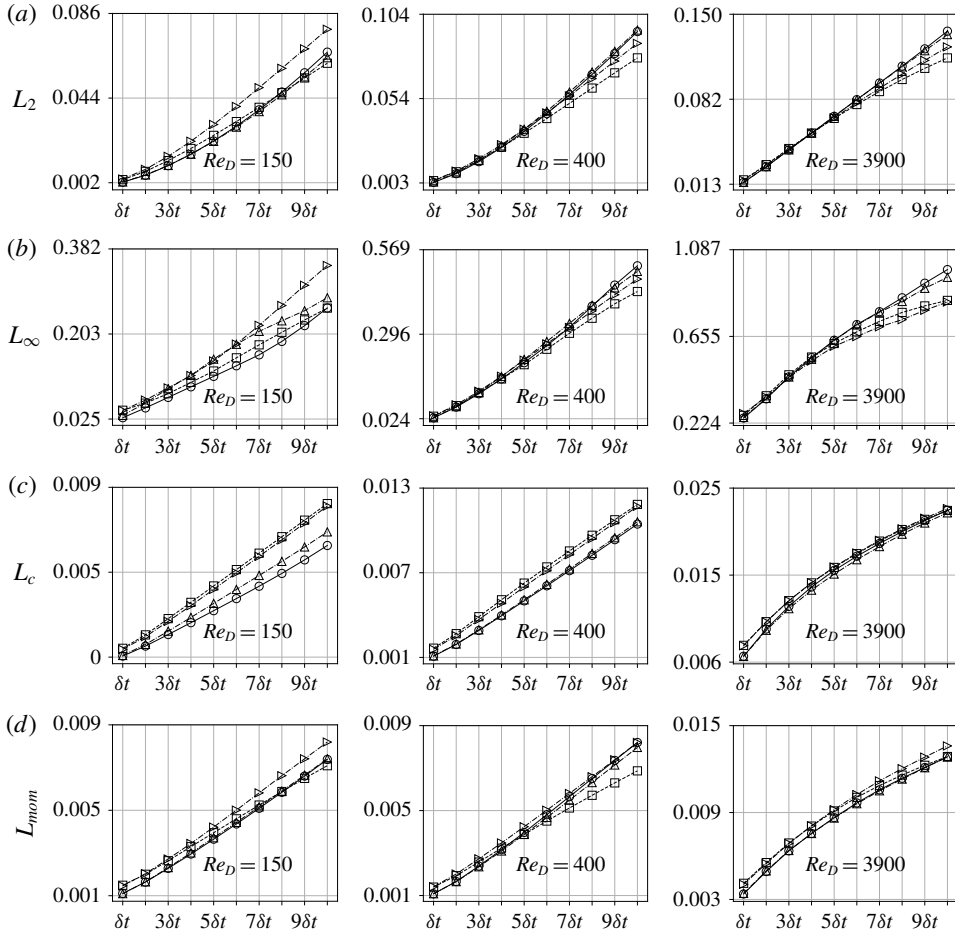 (a)
L₂
0.086
0.044
0.002
Re_D = 150
δt 3δt 5δt 7δt 9δt
0.104
0.054
0.003
Re_D = 400
δt 3δt 5δt 7δt 9δt
0.150
0.082
0.013
Re_D = 3900
δt 3δt 5δt 7δt 9δt
(b)
L∞
0.382
0.203
0.025
Re_D = 150
δt 3δt 5δt 7δt 9δt
0.569
0.296
0.024
Re_D = 400
δt 3δt 5δt 7δt 9δt
1.087
0.655
0.224
Re_D = 3900
δt 3δt 5δt 7δt 9δt
(c)
L_c
0.009
0.005
0
Re_D = 150
δt 3δt 5δt 7δt 9δt
0.013
0.007
0.001
Re_D = 400
δt 3δt 5δt 7δt 9δt
0.025
0.015
0.006
Re_D = 3900
δt 3δt 5δt 7δt 9δt
(d)
L_mom
0.009
0.005
0.001
Re_D = 150
δt 3δt 5δt 7δt 9δt
0.009
0.005
0.001
Re_D = 400
δt 3δt 5δt 7δt 9δt
0.015
0.009
0.003
Re_D = 3900
δt 3δt 5δt 7δt 9δt